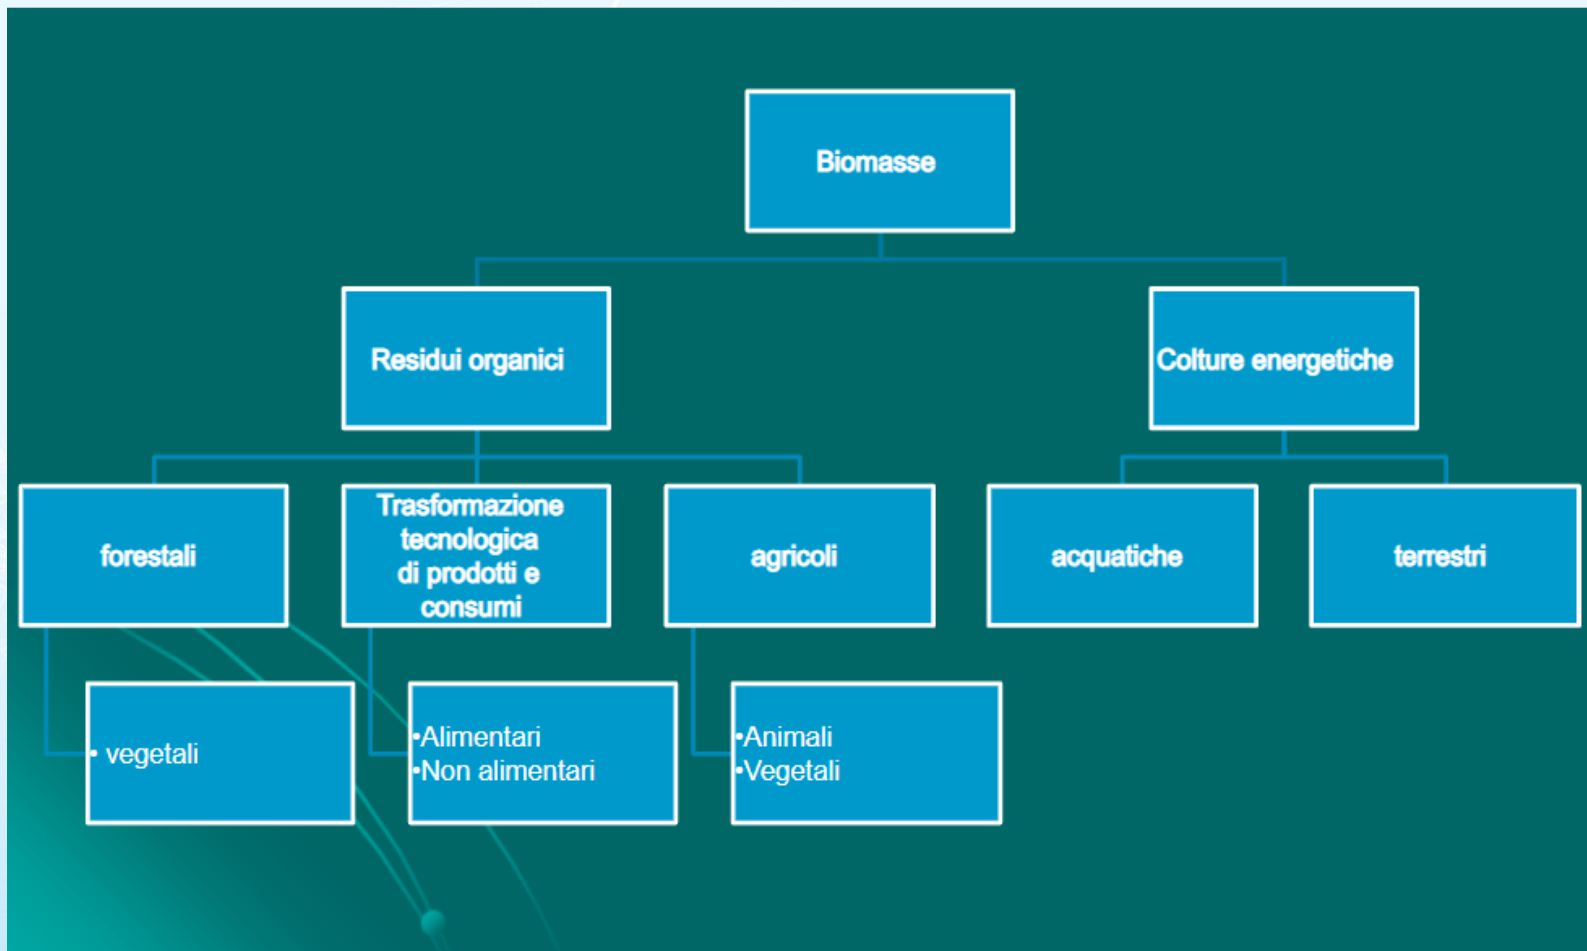 Biomasse
Residui organici
Colture energetiche
forestali
Trasformazione
tecnologica
di prodotti e
consumi
agricoli
acquatiche
terrestri
• vegetali
•Alimentari
•Non alimentari
•Animali
•Vegetali